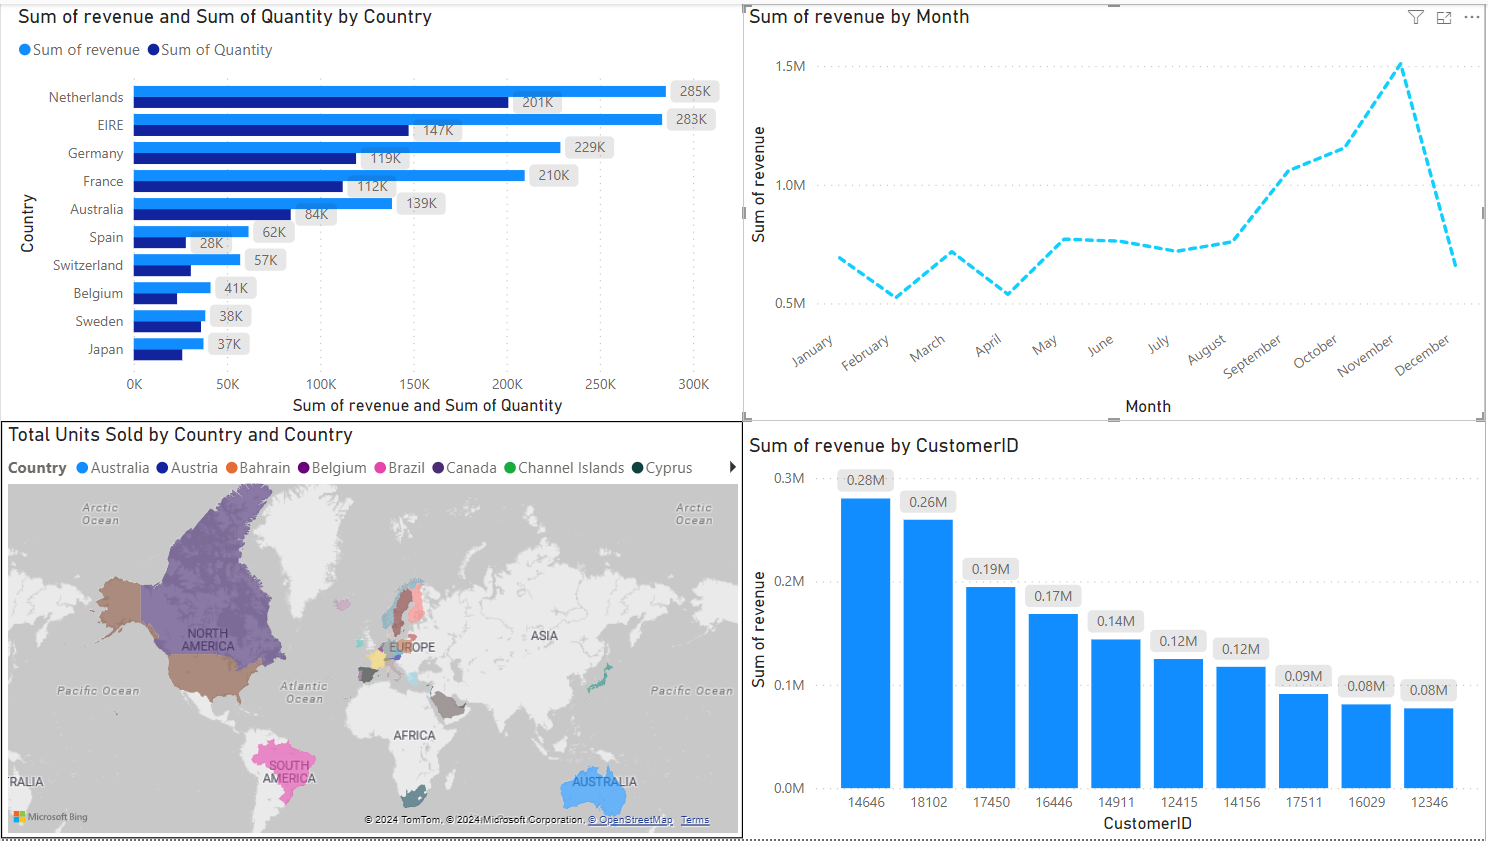 Sum of revenue and Sum of Quantity by Country
Sum of revenue Sum of Quantity
Country
Netherlands 285K 201K
EIRE 283K 147K
Germany 229K 119K
France 210K 112K
Australia 139K 84K
Spain 62K 28K
Switzerland 57K
Belgium 41K
Sweden 38K
Japan 37K
0K 50K 100K 150K 200K 250K 300K
Sum of revenue and Sum of Quantity
Sum of revenue by Month
Sum of revenue
1.5M
1.0M
0.5M
January February March April May June July August September October November December
Month
Total Units Sold by Country and Country
Country Australia Austria Bahrain Belgium Brazil Canada Channel Islands Cyprus
Arctic
Ocean
Arctic
Ocean
NORTH
AMERICA
EUROPE
ASIA
Pacific Ocean
Atlantic
Ocean
Pacific Ocean
AFRICA
SOUTH
AMERICA
RALIA
AUSTRALIA
Microsoft Bing
© 2024 TomTom, © 2024 Microsoft Corporation, © OpenStreetMap Terms
Sum of revenue by CustomerID
Sum of revenue
0.3M
0.2M
0.1M
0.0M
0.28M 0.26M 0.19M 0.17M 0.14M 0.12M 0.12M 0.09M 0.08M 0.08M
14646 18102 17450 16446 14911 12415 14156 17511 16029 12346
CustomerID